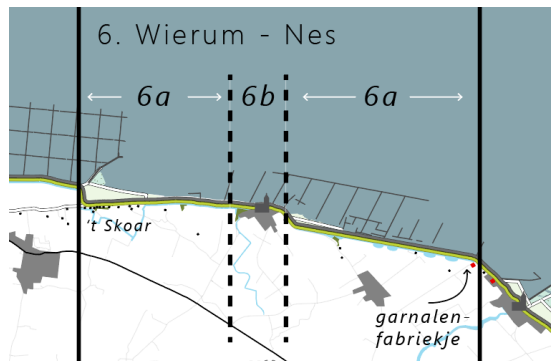 6. Wierum - Nes
6a 6b 6a
't Skoar
garnalen-
fabriekje